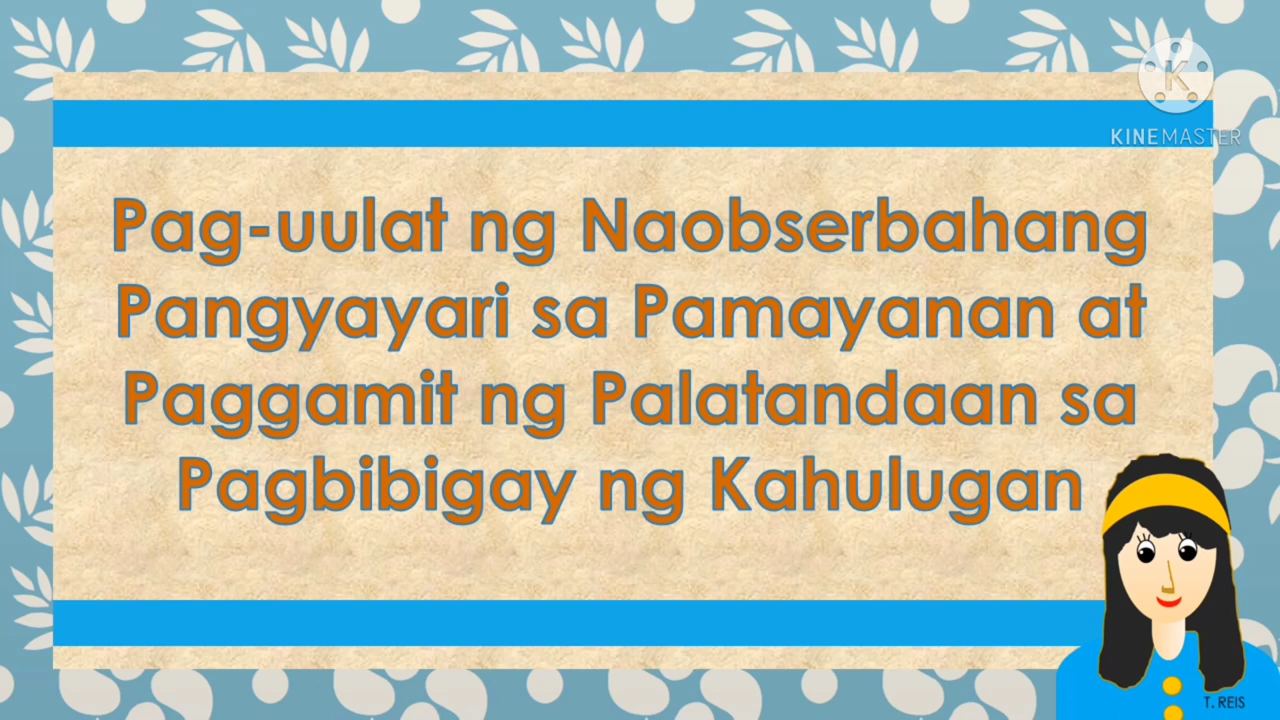 KINEMASTER
Pag-uulat ng Naobserbahang
Pangyayari sa Pamayanan at
Paggamit ng Palatandaan sa
Pagbibigay ng Kahulugan
T. REIS